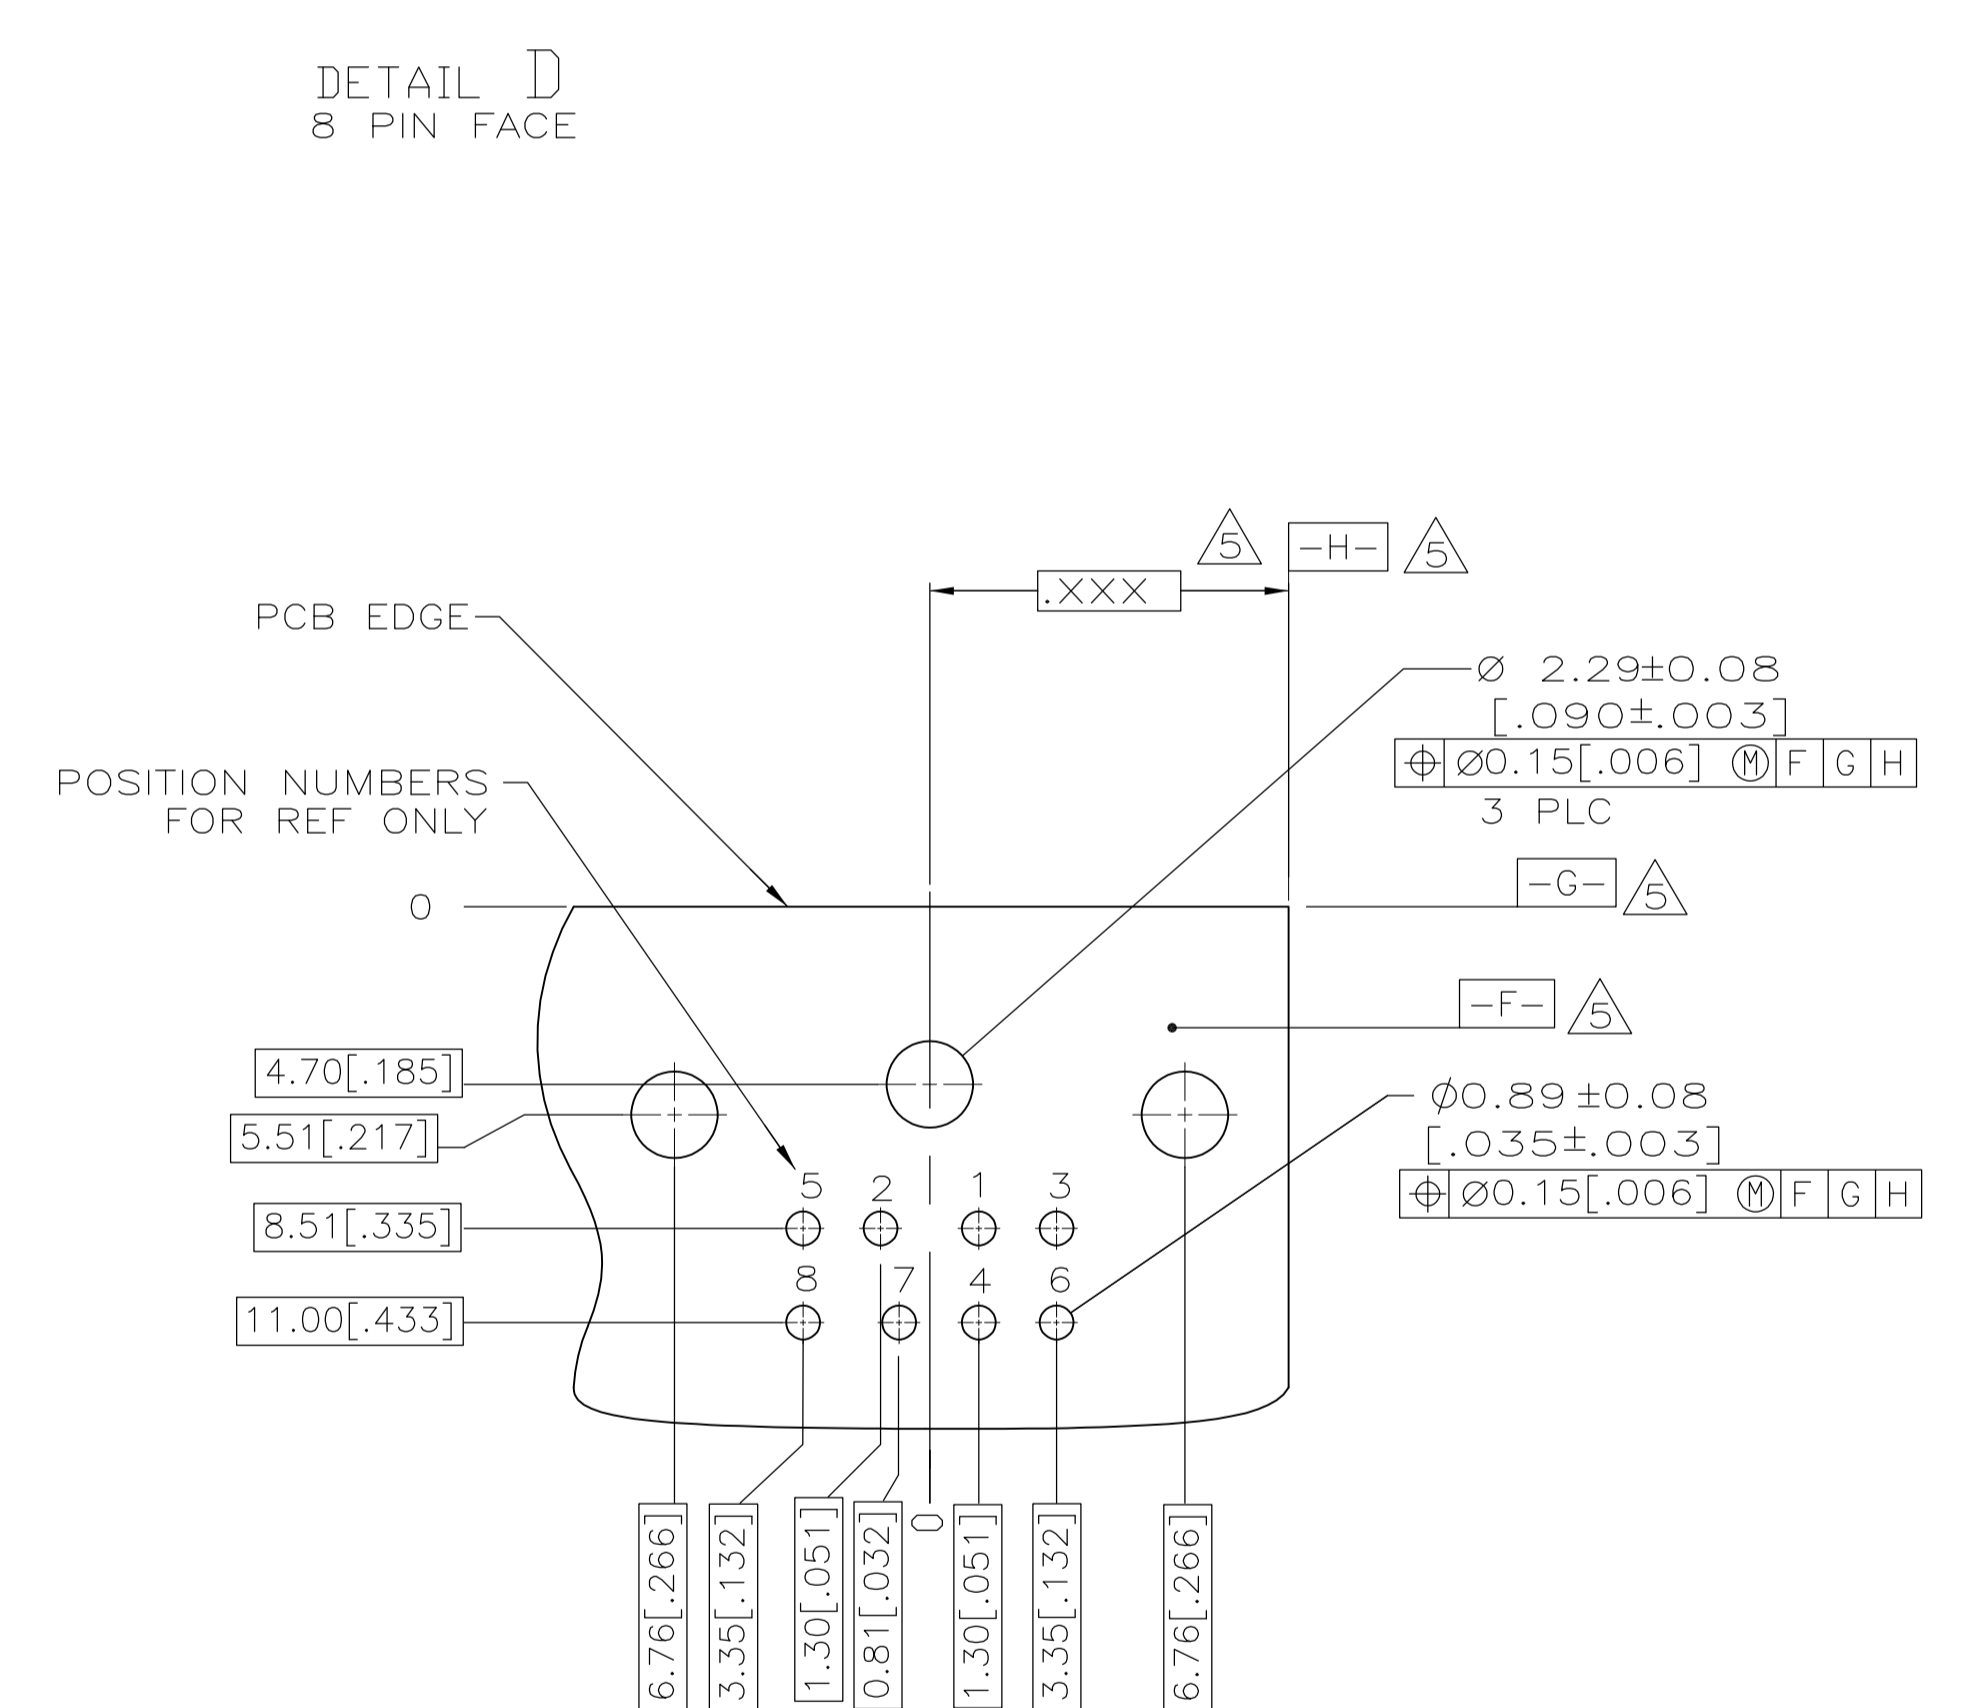 DETAIL D
8 PIN FACE
5
-H-
5
.XXX
PCB EDGE
Ø 2.29±0.08
[.090±.003]
⌖ Ø0.15[.006] Ⓜ F G H
3 PLC
POSITION NUMBERS
FOR REF ONLY
-G-
5
0
-F-
5
4.70[.185]
5.51[.217]
Ø0.89±0.08
[.035±.003]
⌖ Ø0.15[.006] Ⓜ F G H
5 2 1 3
8.51[.335]
8 7 4 6
11.00[.433]
6.76[.266]
3.35[.132]
1.30[.051]
0.81[.032]
0
1.30[.051]
3.35[.132]
6.76[.266]